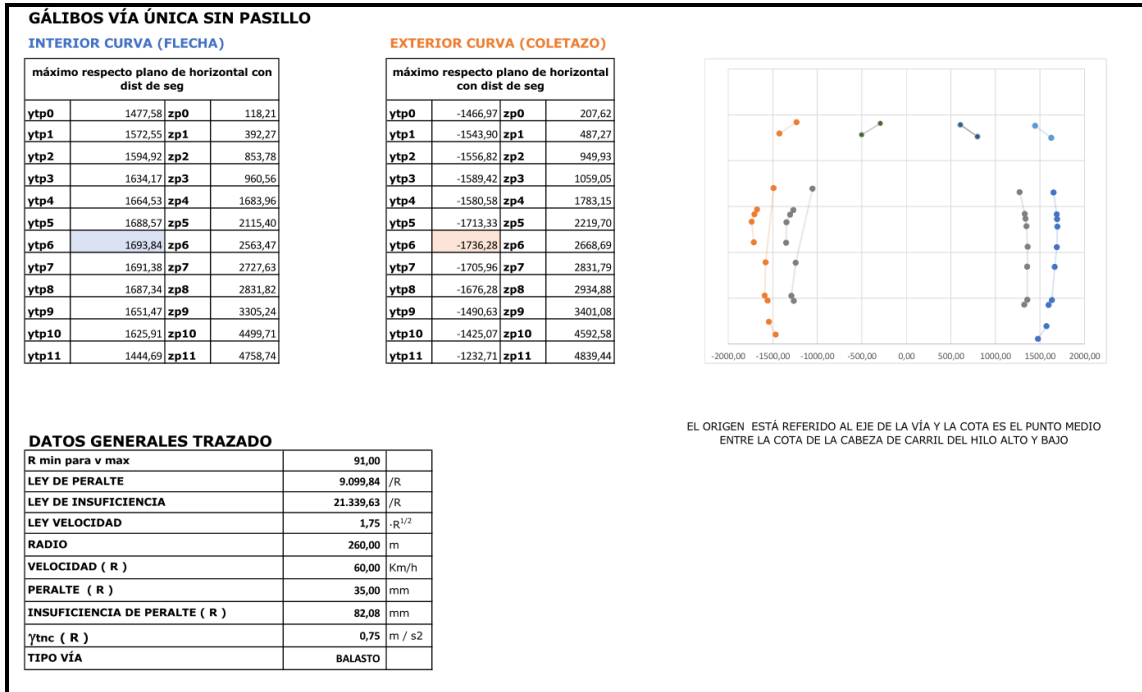 GÁLIBOS VÍA ÚNICA SIN PASILLO
INTERIOR CURVA (FLECHA)
máximo respecto plano de horizontal con
dist de seg
ytp0 1477,58 zp0 118,21
ytp1 1572,55 zp1 392,27
ytp2 1594,92 zp2 853,78
ytp3 1634,17 zp3 960,56
ytp4 1664,53 zp4 1683,96
ytp5 1688,57 zp5 2115,40
ytp6 1693,84 zp6 2563,47
ytp7 1691,38 zp7 2727,63
ytp8 1687,34 zp8 2831,82
ytp9 1651,47 zp9 3305,24
ytp10 1625,91 zp10 4499,71
ytp11 1444,69 zp11 4758,74
EXTERIOR CURVA (COLETAZO)
máximo respecto plano de horizontal
con dist de seg
ytp0 -1466,97 zp0 207,62
ytp1 -1543,90 zp1 487,27
ytp2 -1556,82 zp2 949,93
ytp3 -1589,42 zp3 1059,05
ytp4 -1580,58 zp4 1783,15
ytp5 -1713,33 zp5 2219,70
ytp6 -1736,28 zp6 2668,69
ytp7 -1705,96 zp7 2831,79
ytp8 -1676,28 zp8 2934,88
ytp9 -1490,63 zp9 3401,08
ytp10 -1425,07 zp10 4592,58
ytp11 -1232,71 zp11 4839,44
-2000,00 -1500,00 -1000,00 -500,00 0,00 500,00 1000,00 1500,00 2000,00
EL ORIGEN ESTÁ REFERIDO AL EJE DE LA VÍA Y LA COTA ES EL PUNTO MEDIO
ENTRE LA COTA DE LA CABEZA DE CARRIL DEL HILO ALTO Y BAJO
DATOS GENERALES TRAZADO
R min para v max 91,00
LEY DE PERALTE 9.099,84 /R
LEY DE INSUFICIENCIA 21.339,63 /R
LEY VELOCIDAD 1,75 ·R1/2
RADIO 260,00 m
VELOCIDAD ( R ) 60,00 Km/h
PERALTE ( R ) 35,00 mm
INSUFICIENCIA DE PERALTE ( R ) 82,08 mm
γtnc ( R ) 0,75 m / s2
TIPO VÍA BALASTO